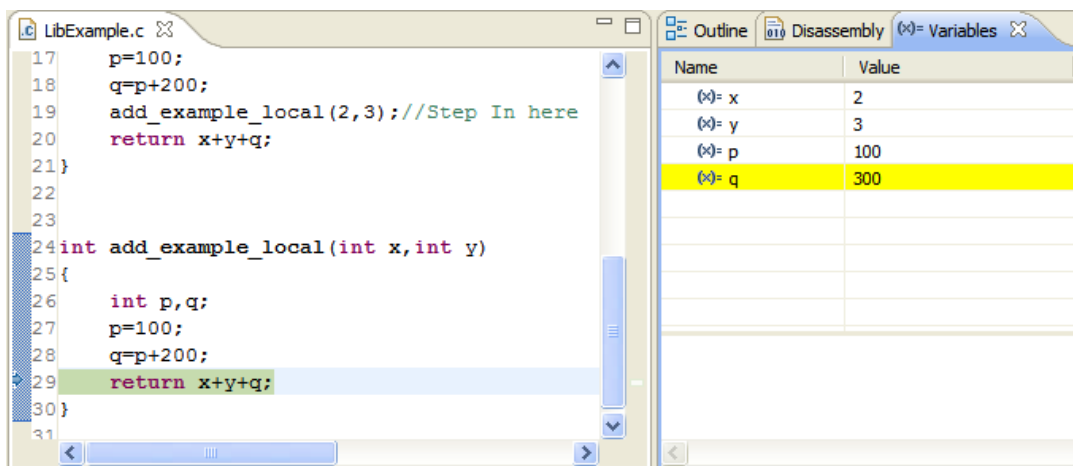 LibExample.c
17 p=100;
18 q=p+200;
19 add_example_local(2,3);//Step In here
20 return x+y+q;
21 }
22
23
24 int add_example_local(int x,int y)
25 {
26 int p,q;
27 p=100;
28 q=p+200;
29 return x+y+q;
30 }
31
Outline Disassembly (x)= Variables
Name Value
(x)= x 2
(x)= y 3
(x)= p 100
(x)= q 300